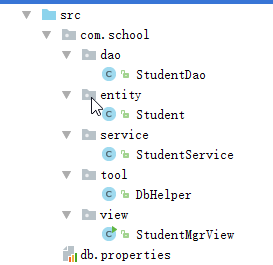 src
com.school
dao
StudentDao
entity
Student
service
StudentService
tool
DbHelper
view
StudentMgrView
db.properties